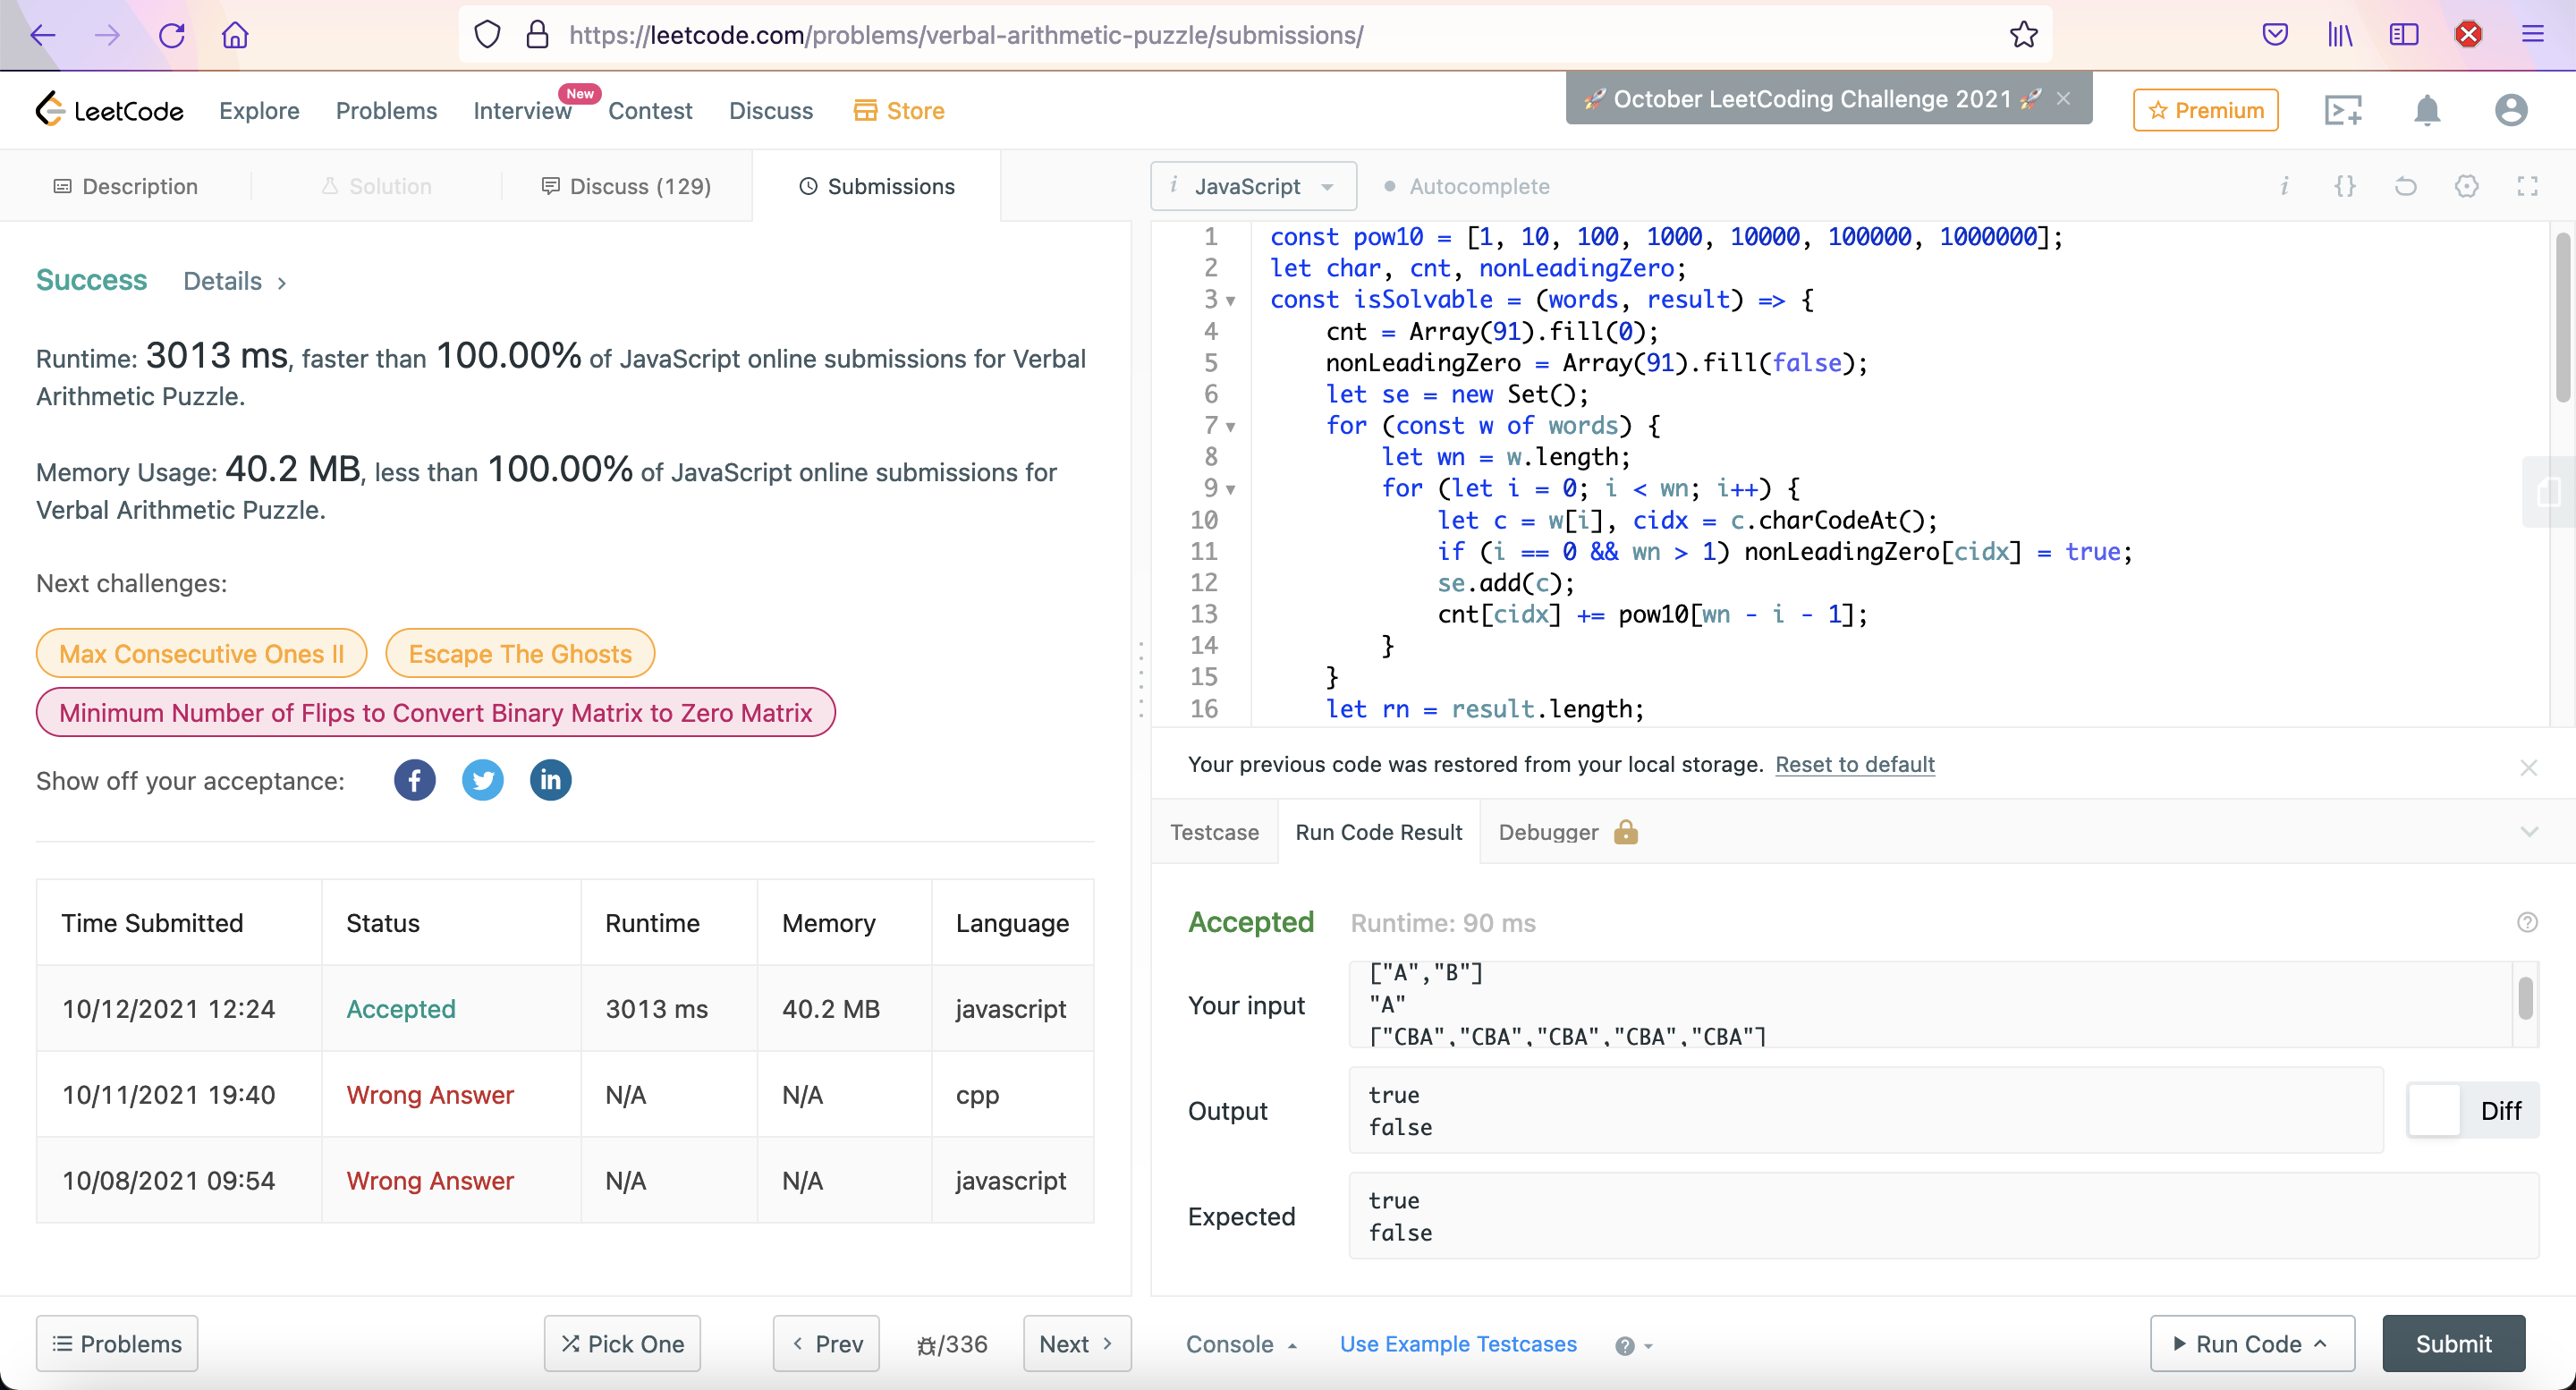 https://leetcode.com/problems/verbal-arithmetic-puzzle/submissions/
LeetCode
Explore
Problems
Interview
New
Contest
Discuss
Store
🚀 October LeetCoding Challenge 2021 🚀
Premium
Description
Solution
Discuss (129)
Submissions
Success
Details
Runtime: 3013 ms, faster than 100.00% of JavaScript online submissions for Verbal
Arithmetic Puzzle.
Memory Usage: 40.2 MB, less than 100.00% of JavaScript online submissions for
Verbal Arithmetic Puzzle.
Next challenges:
Max Consecutive Ones II
Escape The Ghosts
Minimum Number of Flips to Convert Binary Matrix to Zero Matrix
Show off your acceptance:
Time Submitted Status Runtime Memory Language
10/12/2021 12:24 Accepted 3013 ms 40.2 MB javascript
10/11/2021 19:40 Wrong Answer N/A N/A cpp
10/08/2021 09:54 Wrong Answer N/A N/A javascript
Problems
Pick One
Prev
/336
Next
JavaScript
Autocomplete
1 const pow10 = [1, 10, 100, 1000, 10000, 100000, 1000000];
2 let char, cnt, nonLeadingZero;
3 const isSolvable = (words, result) => {
4 cnt = Array(91).fill(0);
5 nonLeadingZero = Array(91).fill(false);
6 let se = new Set();
7 for (const w of words) {
8 let wn = w.length;
9 for (let i = 0; i < wn; i++) {
10 let c = w[i], cidx = c.charCodeAt();
11 if (i == 0 && wn > 1) nonLeadingZero[cidx] = true;
12 se.add(c);
13 cnt[cidx] += pow10[wn - i - 1];
14 }
15 }
16 let rn = result.length;
Your previous code was restored from your local storage. Reset to default
Testcase
Run Code Result
Debugger
Accepted
Runtime: 90 ms
Your input
["A","B"]
"A"
["CBA","CBA","CBA","CBA","CBA"]
Output
true
false
Diff
Expected
true
false
Console
Use Example Testcases
Run Code
Submit